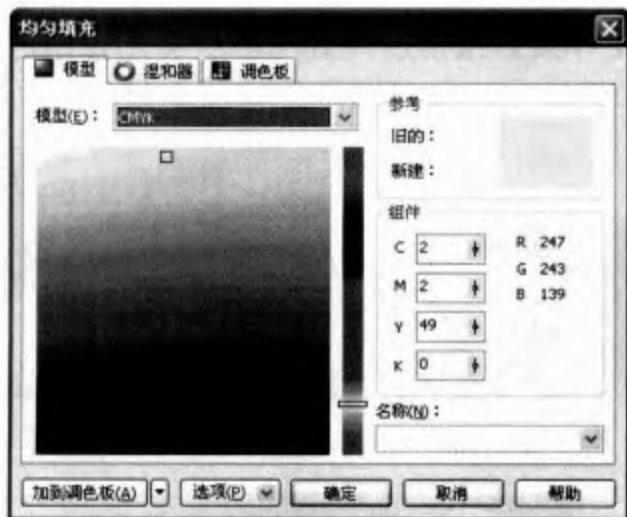 均匀填充
模型 混和器 调色板
模型(E)： CMYK
参考
旧的：
新建：
组件
C 2 R 247
M 2 G 243
Y 49 B 139
K 0
名称(N)：
加到调色板(A) 选项(P) 确定 取消 帮助